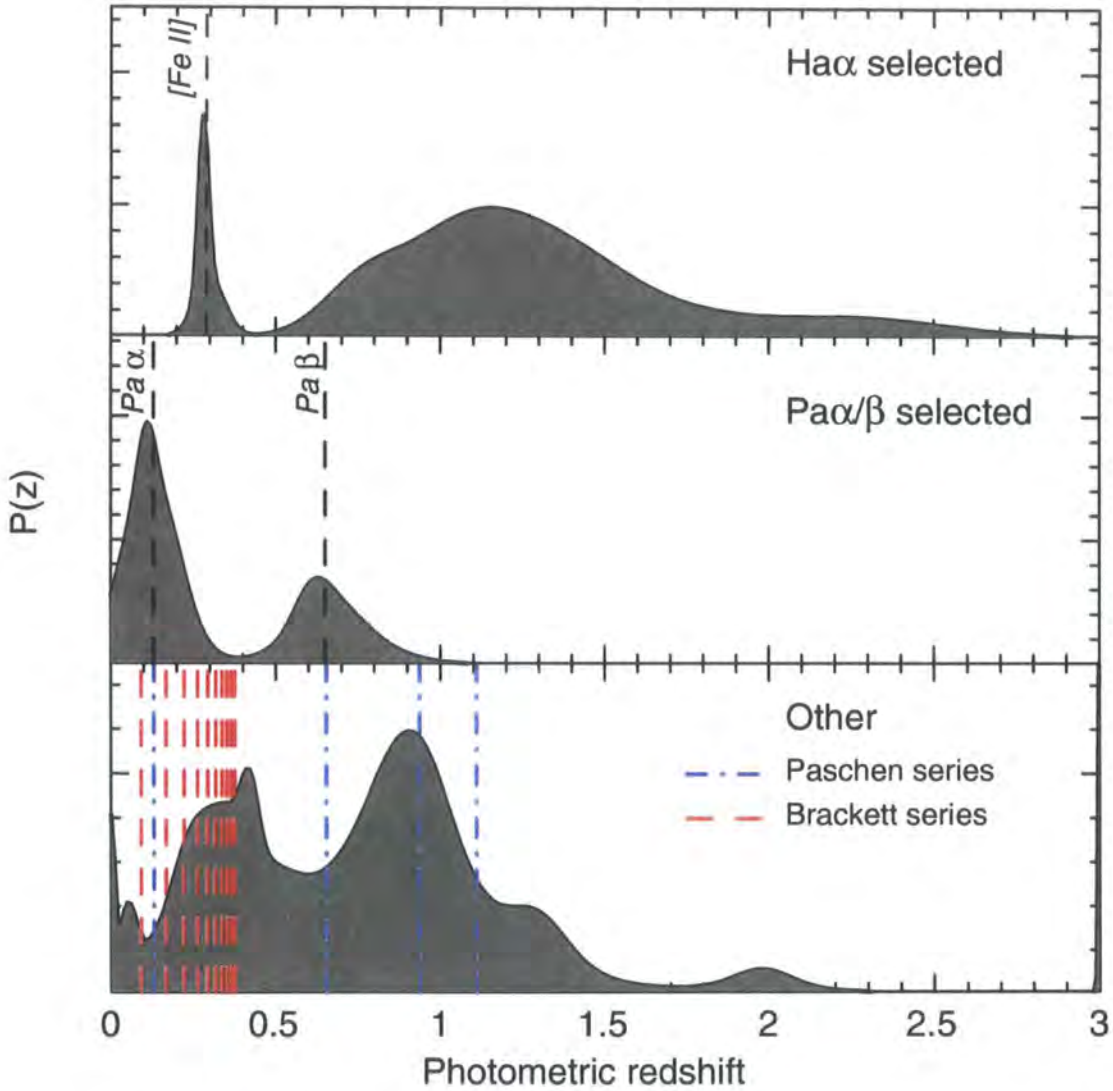 [Fe II]
Haα selected
Pa α
Pa β
Paα/β selected
P(z)
Other
Paschen series
Brackett series
0 0.5 1 1.5 2 2.5 3
Photometric redshift